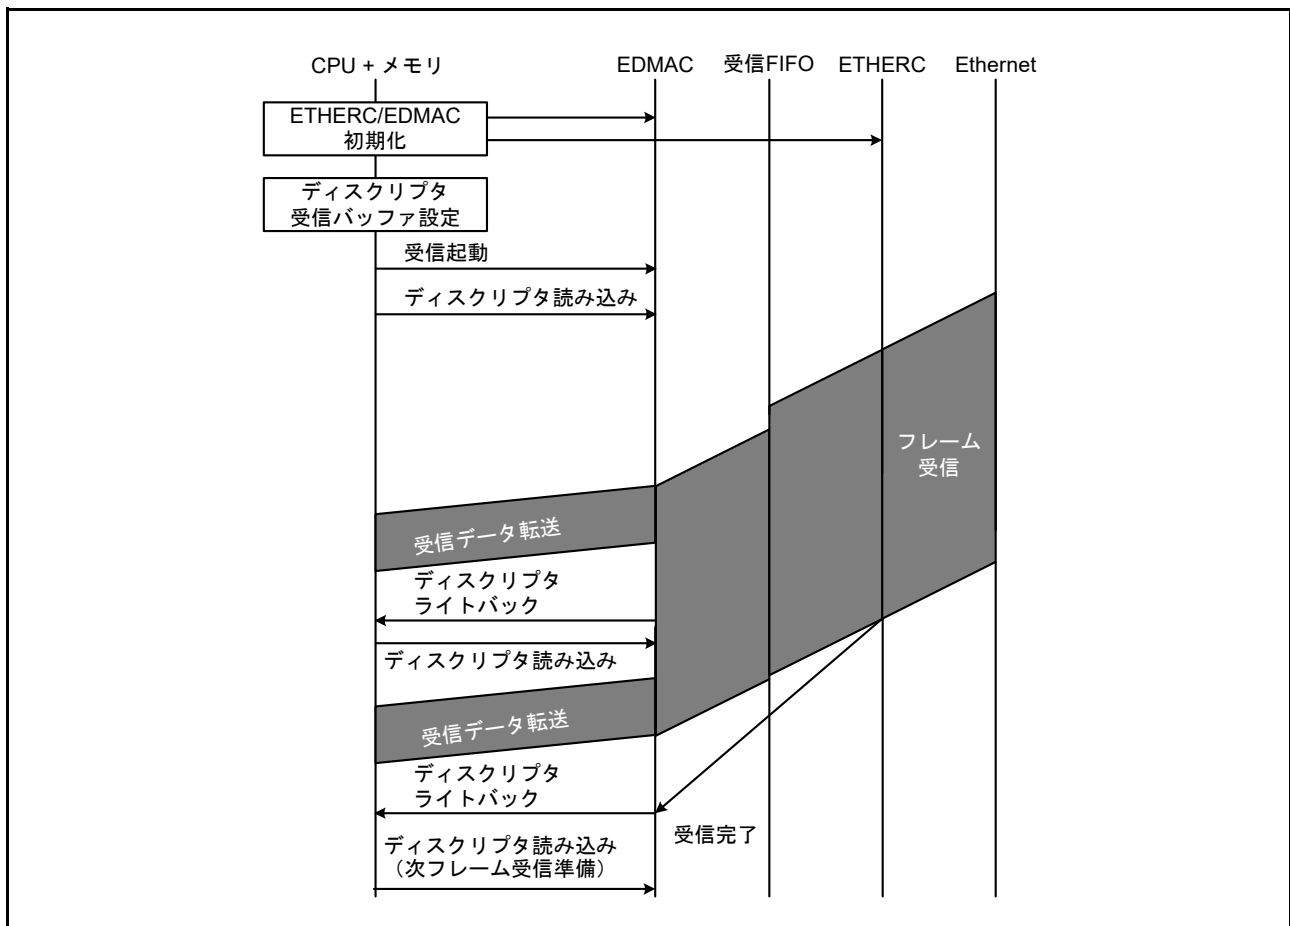 CPU + メモリ
EDMAC
受信FIFO
ETHERC
Ethernet
ETHERC/EDMAC
初期化
ディスクリプタ
受信バッファ設定
受信起動
ディスクリプタ読み込み
フレーム
受信
受信データ転送
ディスクリプタ
ライトバック
ディスクリプタ読み込み
受信データ転送
ディスクリプタ
ライトバック
受信完了
ディスクリプタ読み込み
（次フレーム受信準備）